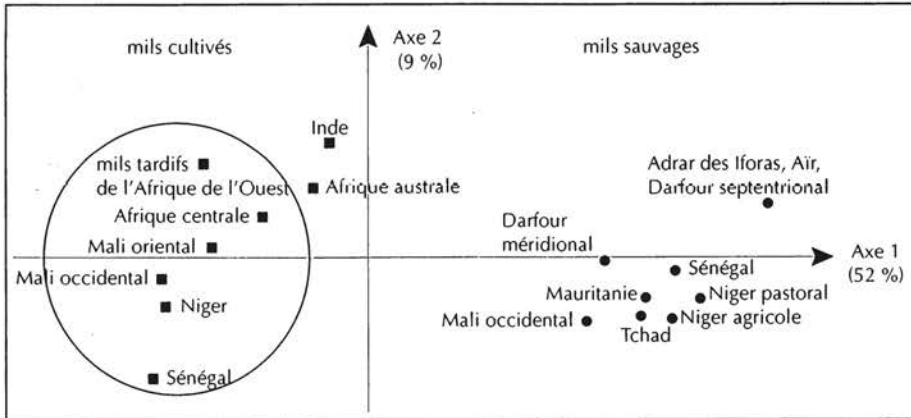 mils cultivés
Axe 2
(9 %)
mils sauvages
Inde
mils tardifs
de l'Afrique de l'Ouest
Afrique australe
Adrar des Iforas, Aïr,
Darfour septentrional
Afrique centrale
Darfour
méridional
Mali oriental
Axe 1
(52 %)
Mali occidental
Sénégal
Niger
Mauritanie
Niger pastoral
Mali occidental
Niger agricole
Tchad
Sénégal